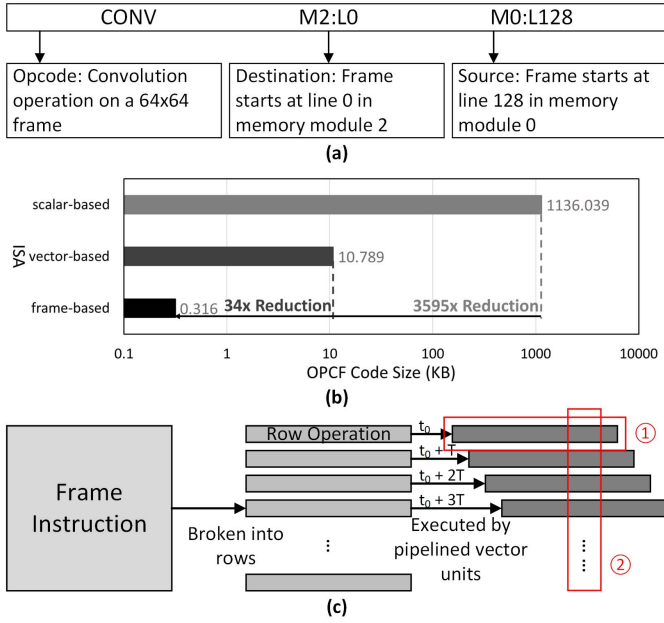 CONV M2:L0 M0:L128
Opcode: Convolution
operation on a 64x64
frame
Destination: Frame
starts at line 0 in
memory module 2
Source: Frame starts at
line 128 in memory
module 0
(a)
ISA
scalar-based 1136.039
vector-based 10.789
frame-based 0.316 34x Reduction 3595x Reduction
0.1 1 10 100 1000 10000
OPCF Code Size (KB)
(b)
Frame
Instruction
Broken into
rows
Row Operation
⋮
t₀
t₀ + T
t₀ + 2T
t₀ + 3T
Executed by
pipelined vector
units
①
⋮
②
(c)